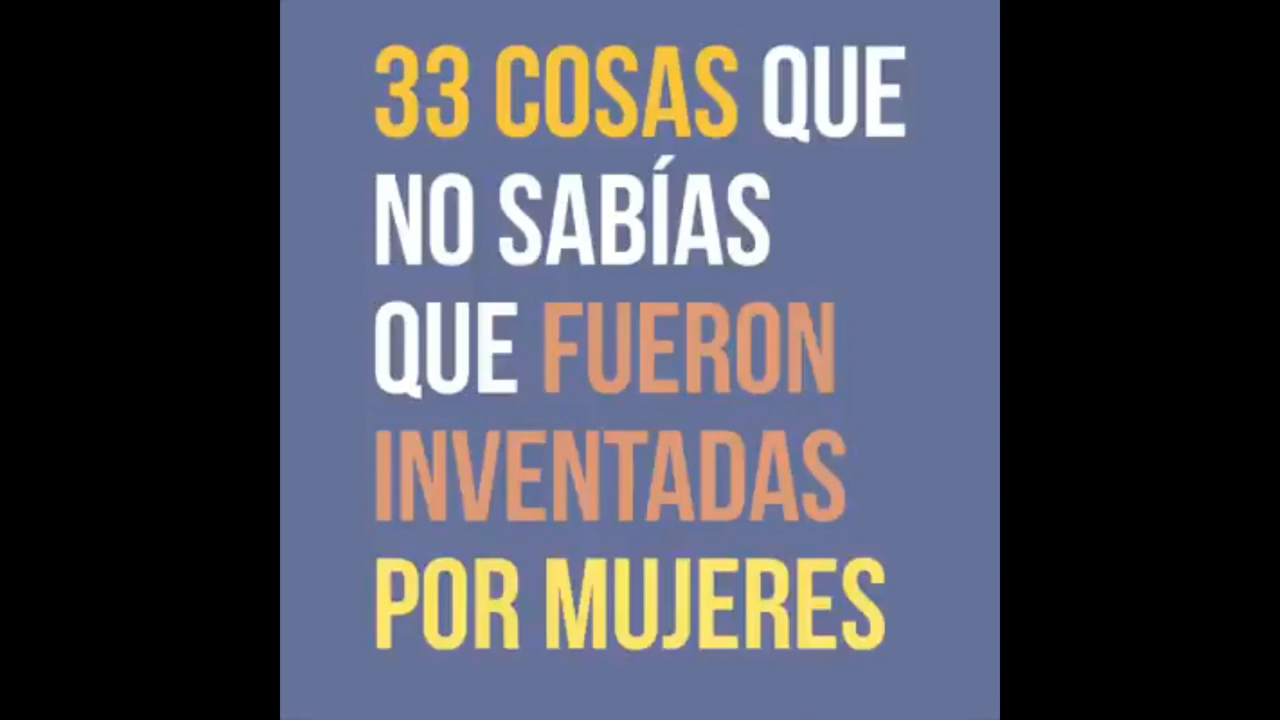 33 COSAS QUE
NO SABÍAS
QUE FUERON
INVENTADAS
POR MUJERES